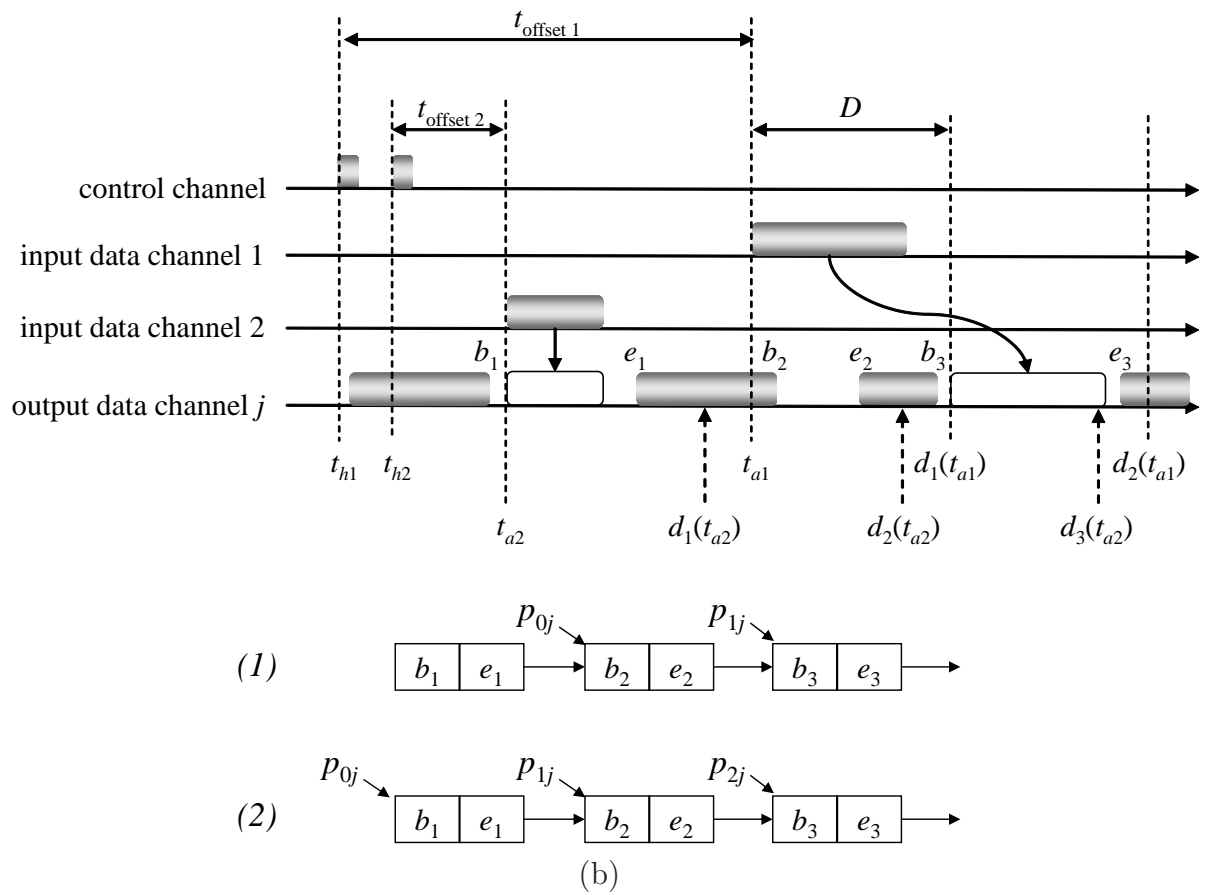 t_offset 1
t_offset 2
D
control channel
input data channel 1
input data channel 2
b_1 e_1 b_2 e_2 b_3 e_3
output data channel j
t_h1 t_h2 t_a1 d_1(t_a1) d_2(t_a1)
t_a2 d_1(t_a2) d_2(t_a2) d_3(t_a2)
p_0j p_1j
(1) b_1 e_1 b_2 e_2 b_3 e_3
p_0j p_1j p_2j
(2) b_1 e_1 b_2 e_2 b_3 e_3
(b)